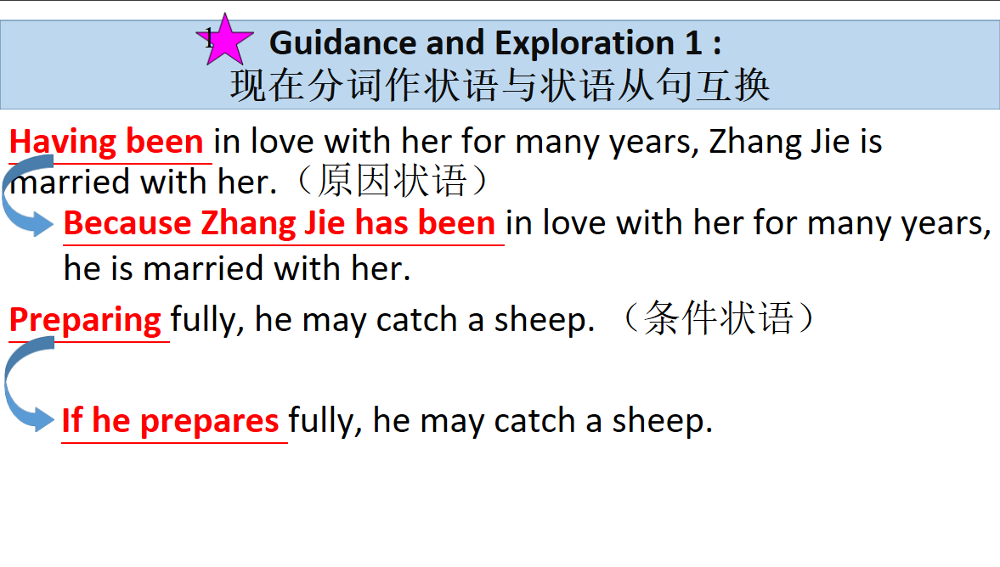 1
Guidance and Exploration 1 :
现在分词作状语与状语从句互换
Having been in love with her for many years, Zhang Jie is
married with her.（原因状语）
Because Zhang Jie has been in love with her for many years,
he is married with her.
Preparing fully, he may catch a sheep. （条件状语）
If he prepares fully, he may catch a sheep.